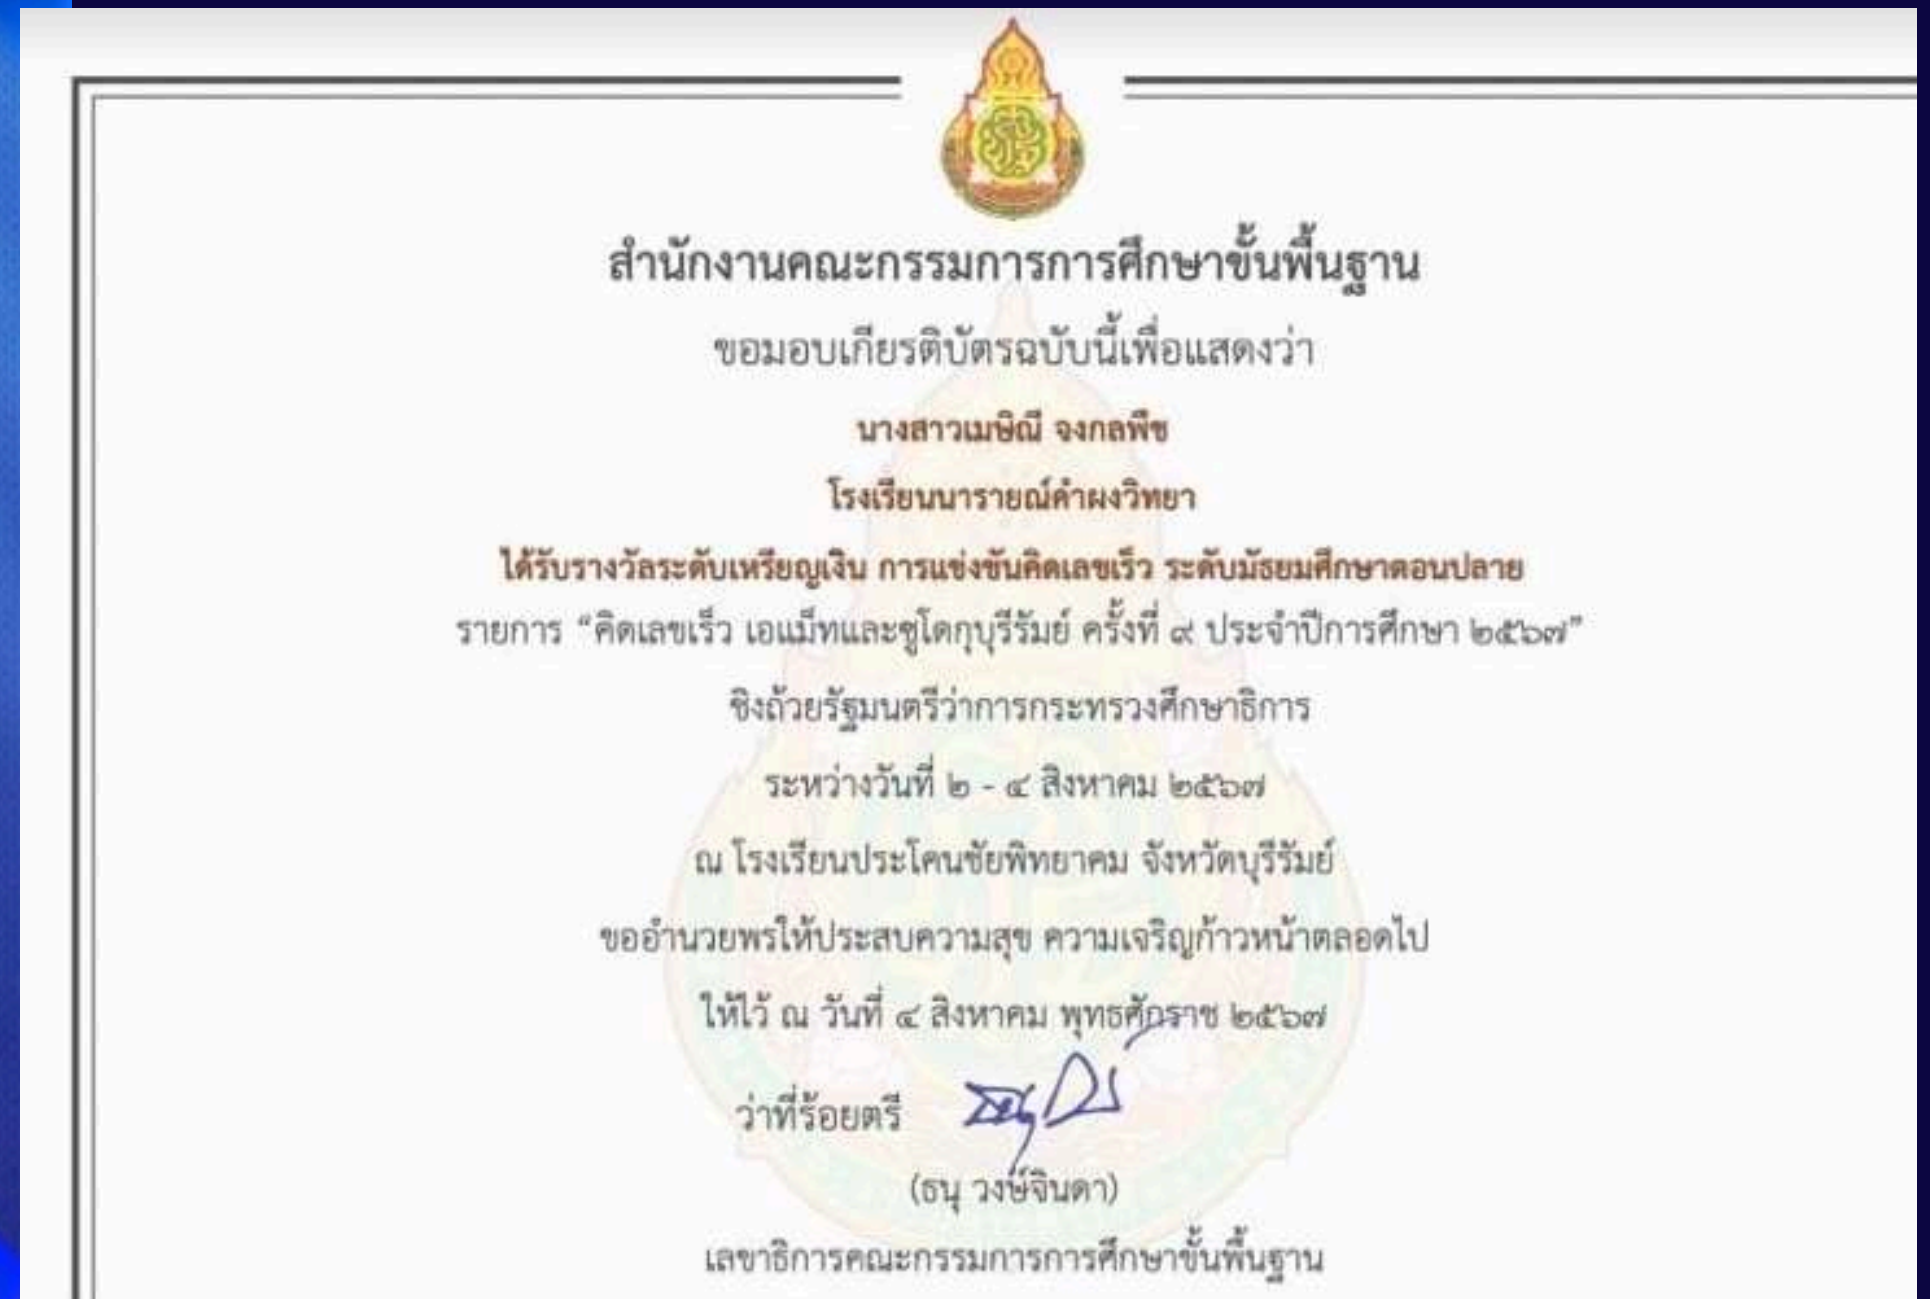 สำนักงานคณะกรรมการการศึกษาขั้นพื้นฐาน
ขอมอบเกียรติบัตรฉบับนี้เพื่อแสดงว่า
นางสาวเมษิณี จงกลพืช
โรงเรียนนารายณ์คำผงวิทยา
ได้รับรางวัลระดับเหรียญเงิน การแข่งขันคิดเลขเร็ว ระดับมัธยมศึกษาตอนปลาย
รายการ “คิดเลขเร็ว เอแม็ทและซูโดกุบุรีรัมย์ ครั้งที่ ๙ ประจำปีการศึกษา ๒๕๖๗”
ชิงถ้วยรัฐมนตรีว่าการกระทรวงศึกษาธิการ
ระหว่างวันที่ ๒ - ๔ สิงหาคม ๒๕๖๗
ณ โรงเรียนประโคนชัยพิทยาคม จังหวัดบุรีรัมย์
ขออำนวยพรให้ประสบความสุข ความเจริญก้าวหน้าตลอดไป
ให้ไว้ ณ วันที่ ๔ สิงหาคม พุทธศักราช ๒๕๖๗
ว่าที่ร้อยตรี
(ธนุ วงษ์จินดา)
เลขาธิการคณะกรรมการการศึกษาขั้นพื้นฐาน